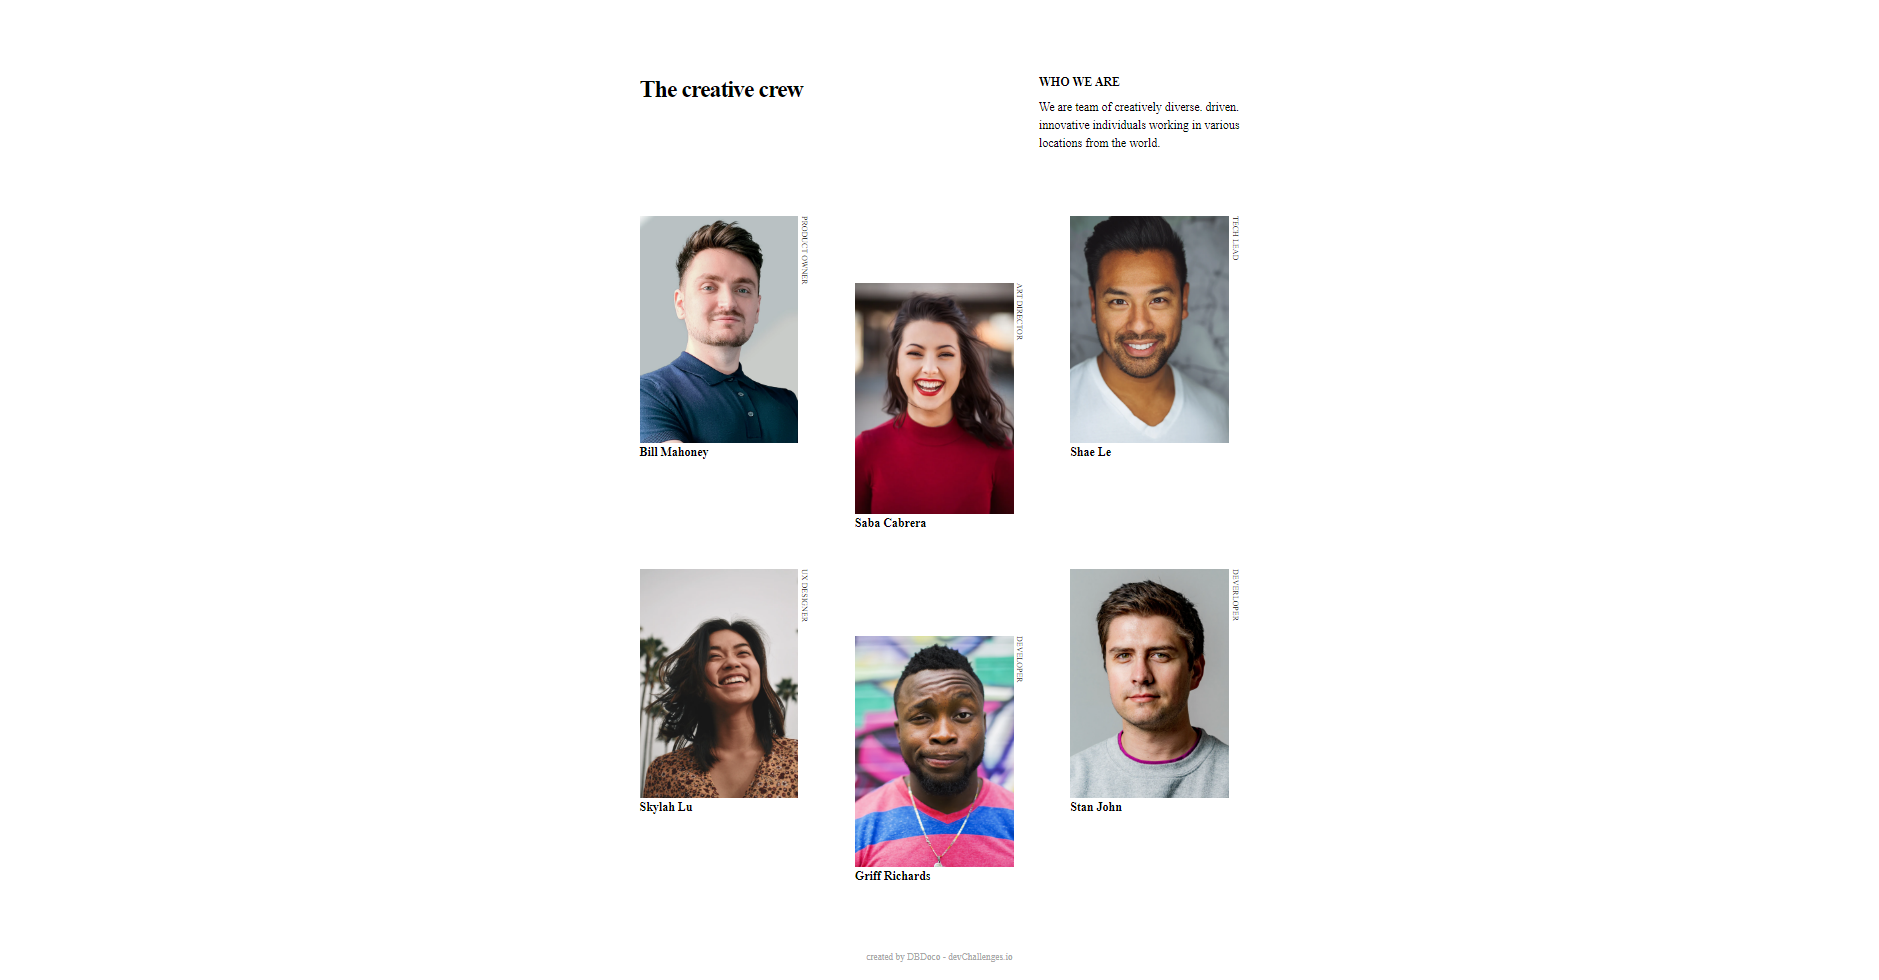 The creative crew
WHO WE ARE
We are team of creatively diverse. driven.
innovative individuals working in various
locations from the world.
PRODUCT OWNER
Bill Mahoney
ART DIRECTOR
Saba Cabrera
TECH LEAD
Shae Le
UX DESIGNER
Skylah Lu
DEVELOPER
Griff Richards
DEVERLOPER
Stan John
created by DBDoco - devChallenges.io